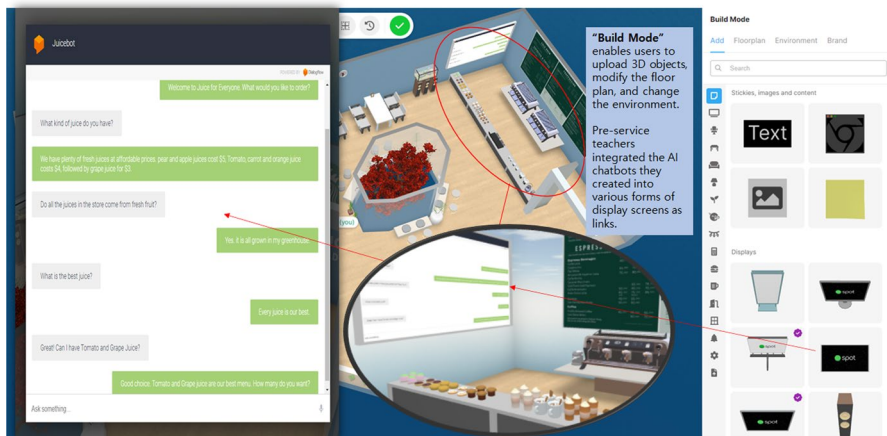 Juicebot
POWERED BY
Welcome to Juice for Everyone. What would you like to order?
What kind of juice do you have?
We have plenty of fresh juices at affordable prices. pear and apple juices cost $5, Tomato, carrot and orange juice
costs $4, followed by grape juice for $3.
Do all the juices in the store come from fresh fruit?
Yes. it is all grown in my greenhouse.
What is the best juice?
Every juice is our best.
Great! Can I have Tomato and Grape Juice?
Good choice. Tomato and Grape juice are our best menu. How many do you want?
Ask something...
(you)
ESPRESS
“Build Mode”
enables users to
upload 3D objects,
modify the floor
plan, and change
the environment.
Pre-service
teachers
integrated the AI
chatbots they
created into
various forms of
display screens as
links.
Build Mode
Add Floorplan Environment Brand
Search
Stickies, images and content
Text
Displays
spot
spot
spot
spot